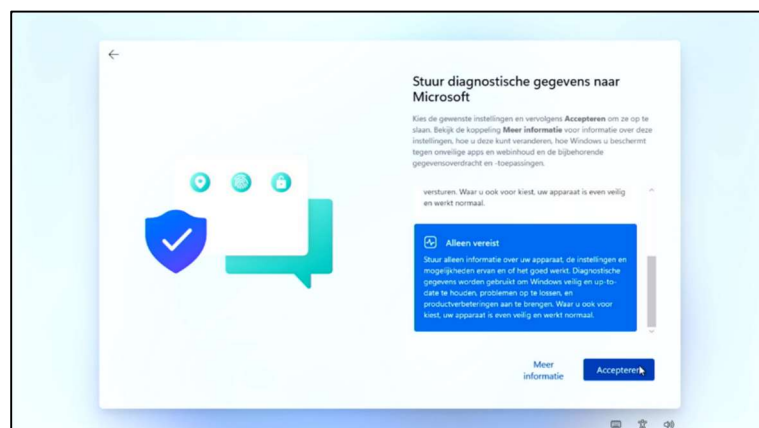 Stuur diagnostische gegevens naar
Microsoft
Kies de gewenste instellingen en vervolgens Accepteren om ze op te
slaan. Bekijk de koppeling Meer informatie voor informatie over deze
instellingen, hoe u deze kunt veranderen, hoe Windows u beschermt
tegen onveilige apps en webinhoud en de bijbehorende
gegevensoverdracht en -toepassingen.
versturen. Waar u ook voor kiest, uw apparaat is even veilig
en werkt normaal.
Alleen vereist
Stuur alleen informatie over uw apparaat, de instellingen en
mogelijkheden ervan en of het goed werkt. Diagnostische
gegevens worden gebruikt om Windows veilig en up-to-
date te houden, problemen op te lossen, en
productverbeteringen aan te brengen. Waar u ook voor
kiest, uw apparaat is even veilig en werkt normaal.
Meer
informatie
Accepteren